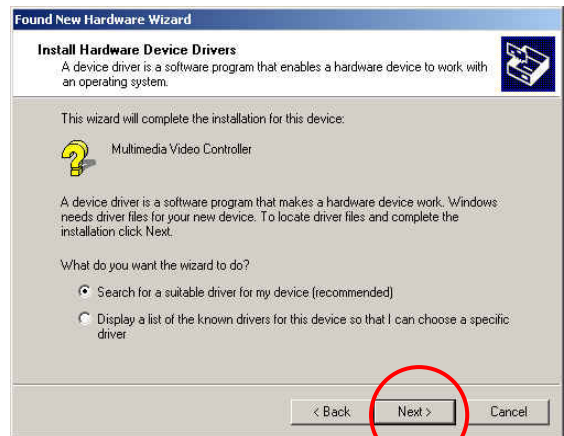 Found New Hardware Wizard
Install Hardware Device Drivers
A device driver is a software program that enables a hardware device to work with
an operating system.
This wizard will complete the installation for this device:
Multimedia Video Controller
A device driver is a software program that makes a hardware device work. Windows
needs driver files for your new device. To locate driver files and complete the
installation click Next.
What do you want the wizard to do?
Search for a suitable driver for my device (recommended)
Display a list of the known drivers for this device so that I can choose a specific
driver
< Back Next > Cancel